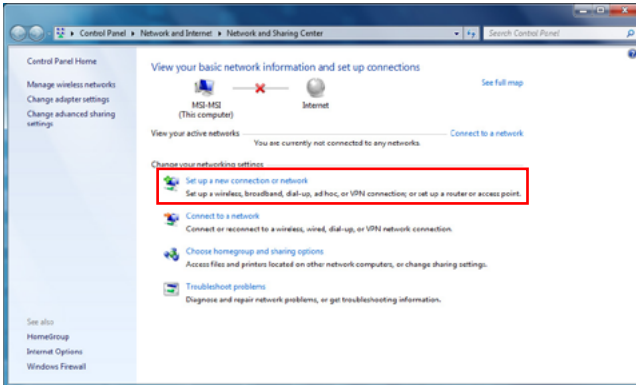 Control Panel ▸ Network and Internet ▸ Network and Sharing Center
Search Control Panel
Control Panel Home
Manage wireless networks
Change adapter settings
Change advanced sharing
settings
View your basic network information and set up connections
See full map
MSI-MSI
(This computer)
Internet
View your active networks
Connect to a network
You are currently not connected to any networks.
Change your networking settings
Set up a new connection or network
Set up a wireless, broadband, dial-up, ad hoc, or VPN connection; or set up a router or access point.
Connect to a network
Connect or reconnect to a wireless, wired, dial-up, or VPN network connection.
Choose homegroup and sharing options
Access files and printers located on other network computers, or change sharing settings.
Troubleshoot problems
Diagnose and repair network problems, or get troubleshooting information.
See also
HomeGroup
Internet Options
Windows Firewall